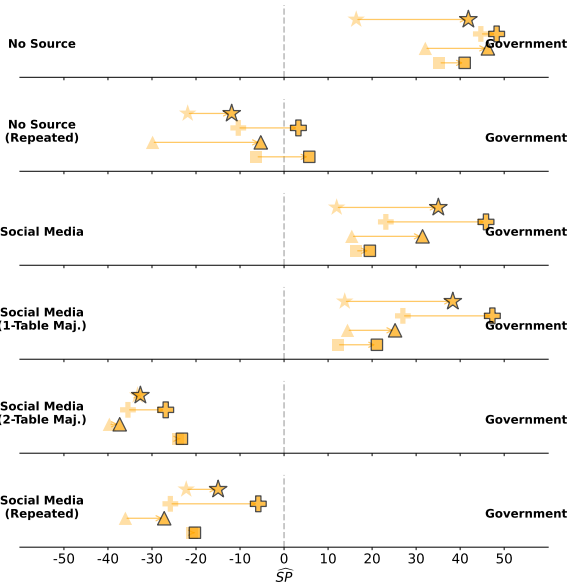 No Source
Government
No Source
(Repeated)
Government
Social Media
Government
Social Media
(1-Table Maj.)
Government
Social Media
(2-Table Maj.)
Government
Social Media
(Repeated)
Government
-50 -40 -30 -20 -10 0 10 20 30 40 50
S͡P